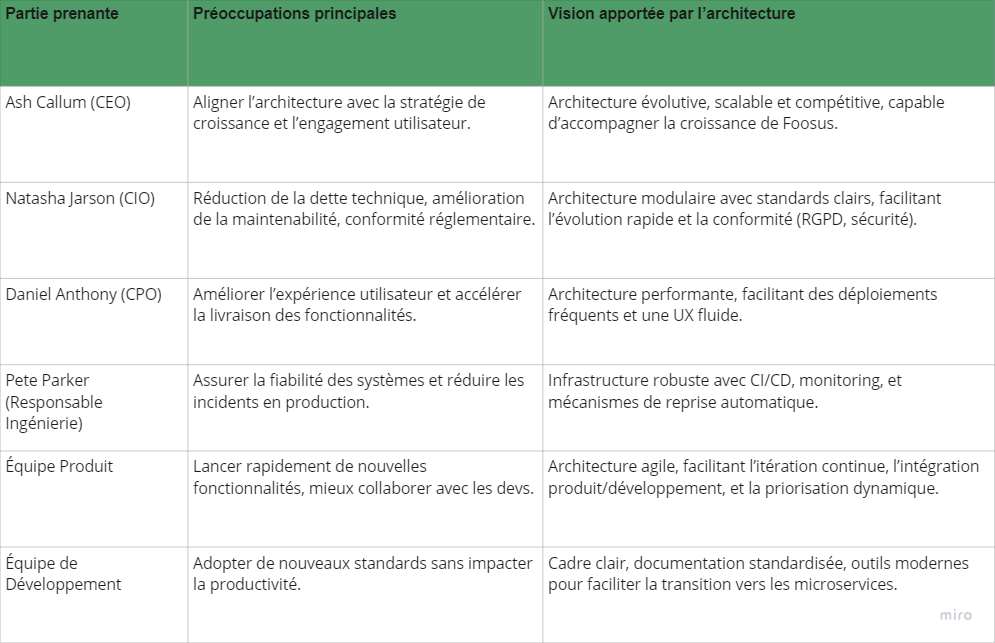 Partie prenante
Préoccupations principales
Vision apportée par l’architecture
Ash Callum (CEO)
Aligner l’architecture avec la stratégie de
croissance et l’engagement utilisateur.
Architecture évolutive, scalable et compétitive, capable
d’accompagner la croissance de Foosus.
Natasha Jarson (CIO)
Réduction de la dette technique, amélioration
de la maintenabilité, conformité réglementaire.
Architecture modulaire avec standards clairs, facilitant
l’évolution rapide et la conformité (RGPD, sécurité).
Daniel Anthony (CPO)
Améliorer l’expérience utilisateur et accélérer
la livraison des fonctionnalités.
Architecture performante, facilitant des déploiements
fréquents et une UX fluide.
Pete Parker
(Responsable
Ingénierie)
Assurer la fiabilité des systèmes et réduire les
incidents en production.
Infrastructure robuste avec CI/CD, monitoring, et
mécanismes de reprise automatique.
Équipe Produit
Lancer rapidement de nouvelles
fonctionnalités, mieux collaborer avec les devs.
Architecture agile, facilitant l’itération continue, l’intégration
produit/développement, et la priorisation dynamique.
Équipe de
Développement
Adopter de nouveaux standards sans impacter
la productivité.
Cadre clair, documentation standardisée, outils modernes
pour faciliter la transition vers les microservices.
miro